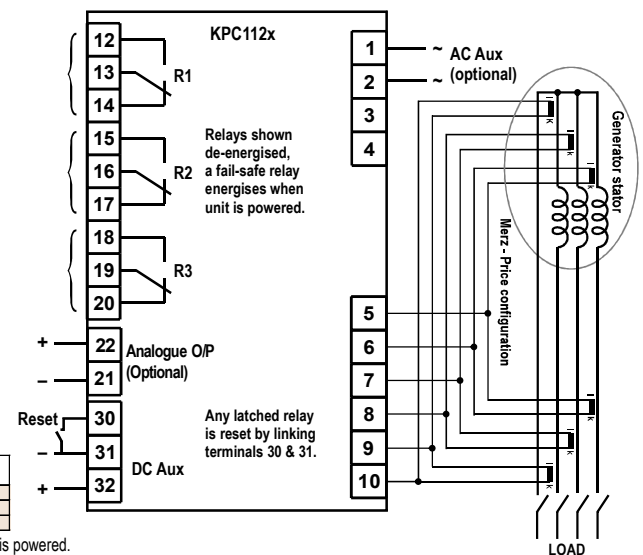 KPC112x
12
13
14
R1
15
16
17
R2
18
19
20
R3
Relays shown
de-energised,
a fail-safe relay
energises when
unit is powered.
1
2
3
4
~ AC Aux
~ (optional)
Generator stator
l
k
l
k
l
k
Merz - Price configuration
5
6
7
8
9
10
+
22
–
21
Analogue O/P
(Optional)
Reset
30
–
31
+
32
DC Aux
Any latched relay
is reset by linking
terminals 30 & 31.
l
k
l
k
l
k
LOAD
is powered.